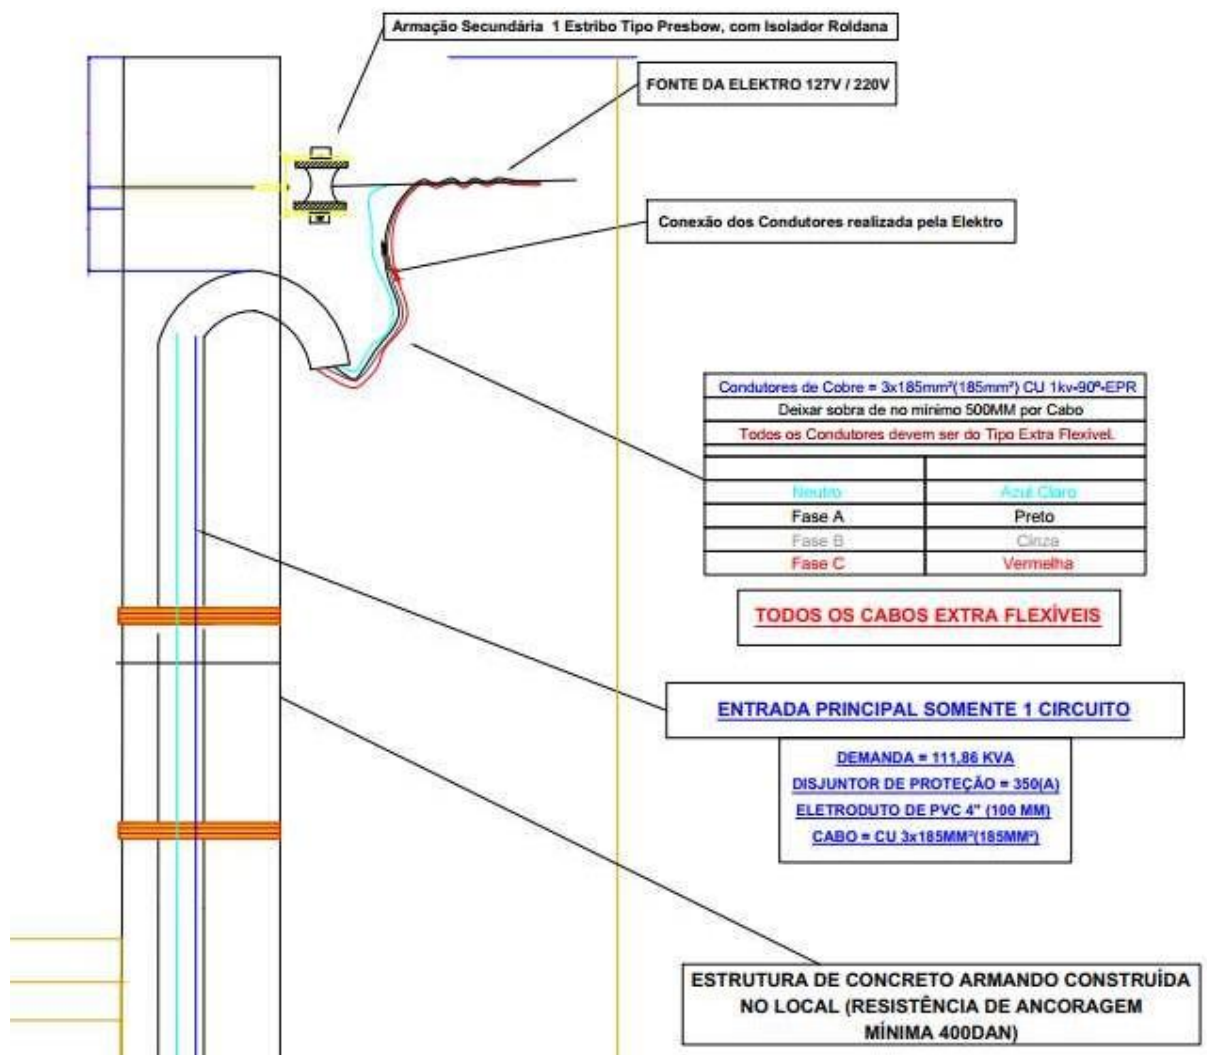 Armação Secundária 1 Estribo Tipo Presbow, com Isolador Roldana
FONTE DA ELEKTRO 127V / 220V
Conexão dos Condutores realizada pela Elektro
Condutores de Cobre = 3x185mm²(185mm²) CU 1kv-90º-EPR
Deixar sobra de no mínimo 500MM por Cabo
Todos os Condutores devem ser do Tipo Extra Flexível.
Neutro Azul Claro
Fase A Preto
Fase B Cinza
Fase C Vermelha
TODOS OS CABOS EXTRA FLEXÍVEIS
ENTRADA PRINCIPAL SOMENTE 1 CIRCUITO
DEMANDA = 111,86 KVA
DISJUNTOR DE PROTEÇÃO = 350(A)
ELETRODUTO DE PVC 4" (100 MM)
CABO = CU 3x185MM²(185MM²)
ESTRUTURA DE CONCRETO ARMANDO CONSTRUÍDA
NO LOCAL (RESISTÊNCIA DE ANCORAGEM
MÍNIMA 400DAN)